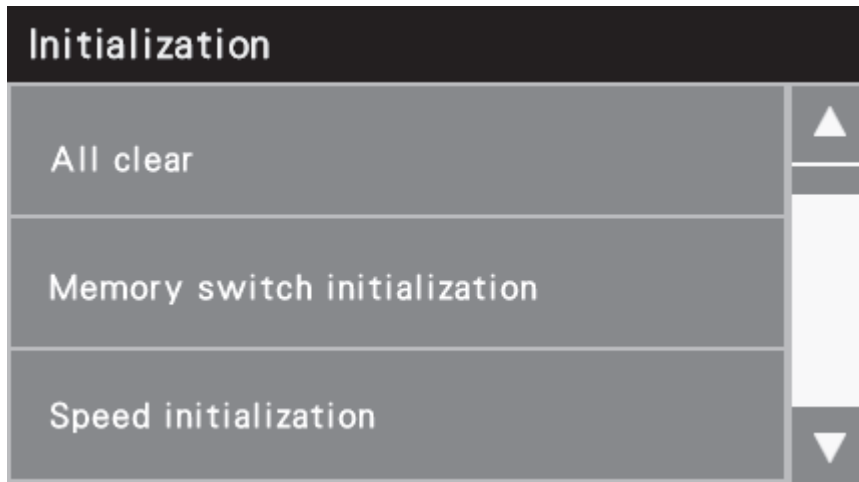 Initialization
All clear
Memory switch initialization
Speed initialization